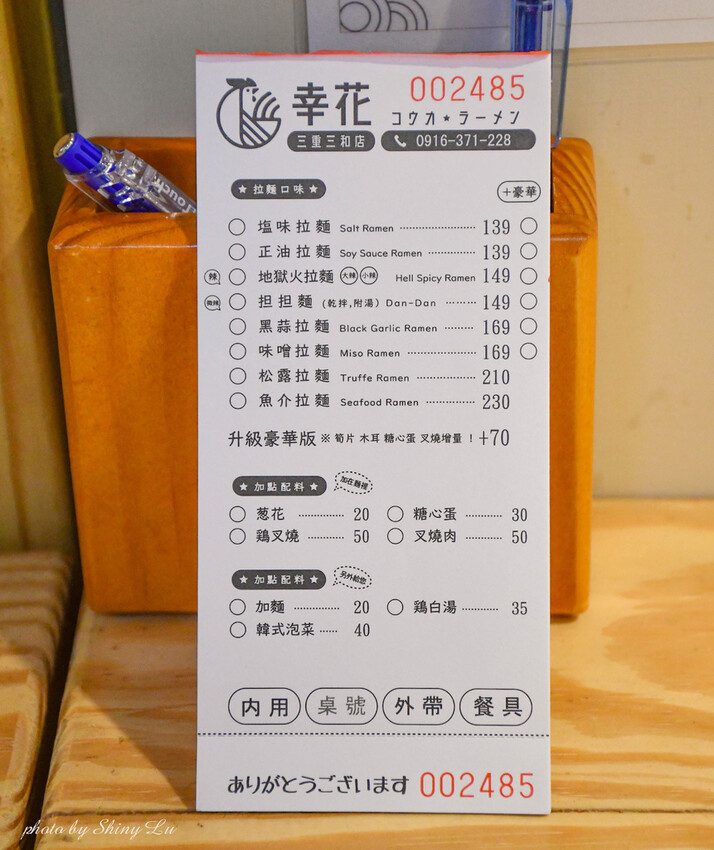 幸花 002485
コウカ★ラーメン
三重三和店 0916-371-228
★ 拉麵口味 ★ +豪華
塩味拉麵 Salt Ramen 139
正油拉麵 Soy Sauce Ramen 139
辣 地獄火拉麵 大辣 小辣 Hell Spicy Ramen 149
微辣 担担麵 (乾拌,附湯) Dan-Dan 149
黑蒜拉麵 Black Garlic Ramen 169
味噌拉麵 Miso Ramen 169
松露拉麵 Truffe Ramen 210
魚介拉麵 Seafood Ramen 230
升級豪華版 ※ 筍片 木耳 糖心蛋 叉燒增量 ! +70
★ 加點配料 ★ 加在麵裡
葱花 20 糖心蛋 30
鶏叉燒 50 叉燒肉 50
★ 加點配料 ★ 另外給您
加麵 20 鶏白湯 35
韓式泡菜 40
內用 桌號 外帶 餐具
ありがとうございます 002485
photo by Shiny Lu